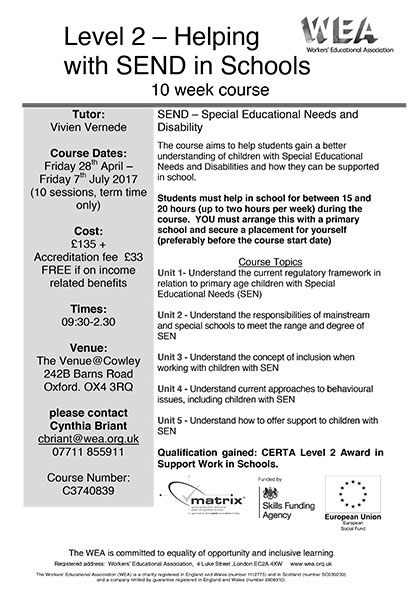 Level 2 – Helping
with SEND in Schools
10 week course
WEA
Workers' Educational Association
Tutor:
Vivien Vernede
Course Dates:
Friday 28th April –
Friday 7th July 2017
(10 sessions, term time
only)
Cost:
£135 +
Accreditation fee £33
FREE if on income
related benefits
Times:
09:30-2.30
Venue:
The Venue@Cowley
242B Barns Road
Oxford. OX4 3RQ
please contact
Cynthia Briant
cbriant@wea.org.uk
07711 855911
Course Number:
C3740839
SEND – Special Educational Needs and
Disability
The course aims to help students gain a better
understanding of children with Special Educational
Needs and Disabilities and how they can be supported
in school.
Students must help in school for between 15 and
20 hours (up to two hours per week) during the
course. YOU must arrange this with a primary
school and secure a placement for yourself
(preferably before the course start date)
Course Topics
Unit 1- Understand the current regulatory framework in
relation to primary age children with Special
Educational Needs (SEN)
Unit 2 - Understand the responsibilities of mainstream
and special schools to meet the range and degree of
SEN
Unit 3 - Understand the concept of inclusion when
working with children with SEN
Unit 4 - Understand current approaches to behavioural
issues, including children with SEN
Unit 5 - Understand how to offer support to children with
SEN
Qualification gained: CERTA Level 2 Award in
Support Work in Schools.
matrix
Funded by
Skills Funding
Agency
European Union
European
Social Fund
The WEA is committed to equality of opportunity and inclusive learning.
Registered address: Workers' Educational Association, 4 Luke Street ,London EC2A 4XW www.wea.org.uk
The Workers' Educational Association (WEA) is a charity registered in England and Wales (number 1112775) and in Scotland (number SC039239)
and a company limited by guarantee registered in England and Wales (number 2806910)